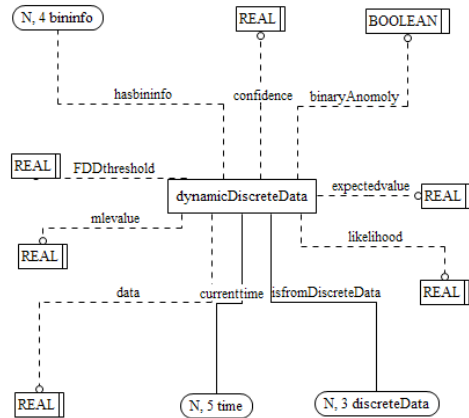 N, 4 bininfo
REAL
BOOLEAN
hasbininfo
confidence
binaryAnomoly
REAL
FDDthreshold
dynamicDiscreteData
expectedvalue
REAL
mlevalue
REAL
likelihood
REAL
data
currenttime
isfromDiscreteData
REAL
N, 5 time
N, 3 discreteData